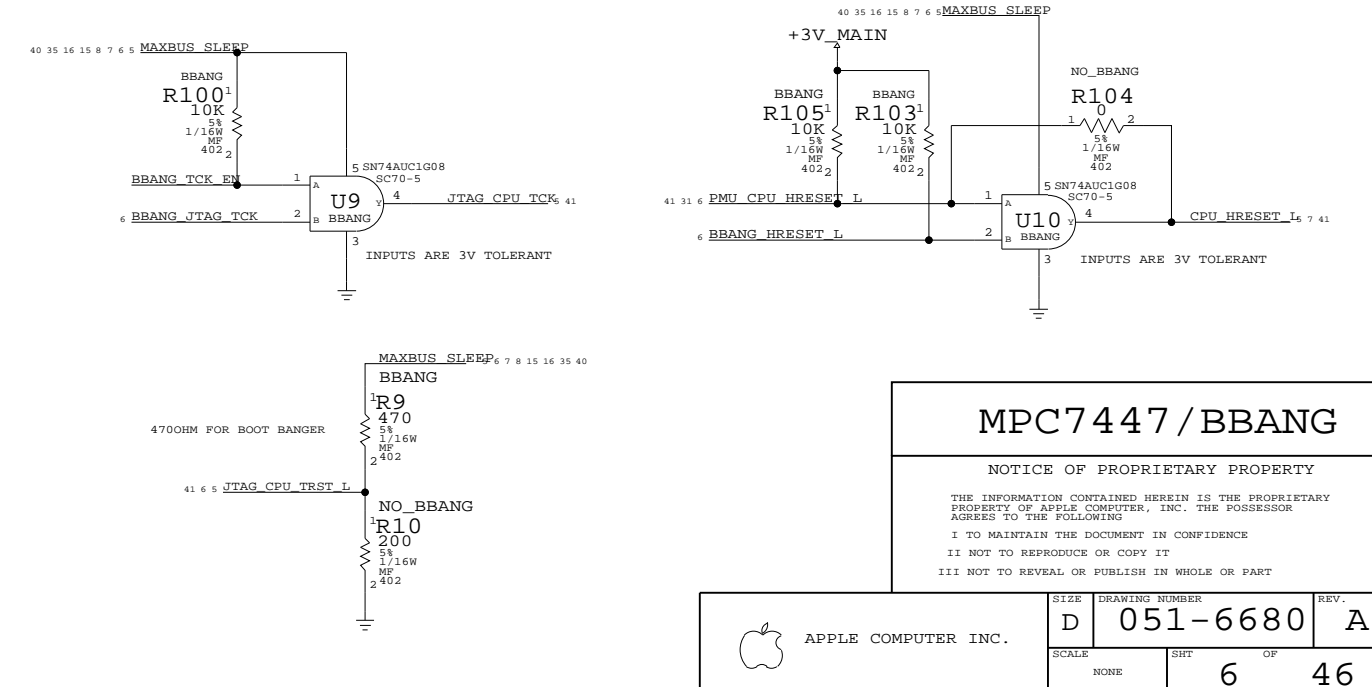 40 35 16 15 8 7 6 5 MAXBUS_SLEEP
BBANG
R100
1
10K
5%
1/16W
MF
402
2
BBANG_TCK_EN
6 BBANG_JTAG_TCK
1
A
2
B
5 SN74AUC1G08
SC70-5
U9
BBANG
Y
4
JTAG_CPU_TCK 5 41
3
INPUTS ARE 3V TOLERANT
40 35 16 15 8 7 6 5 MAXBUS_SLEEP
+3V_MAIN
BBANG
R105
1
10K
5%
1/16W
MF
402
2
BBANG
R103
1
10K
5%
1/16W
MF
402
2
NO_BBANG
R104
0
1
2
5%
1/16W
MF
402
41 31 6 PMU_CPU_HRESET_L
6 BBANG_HRESET_L
1
A
2
B
5 SN74AUC1G08
SC70-5
U10
BBANG
Y
4
CPU_HRESET_L 5 7 41
3
INPUTS ARE 3V TOLERANT
MAXBUS_SLEEP 5 6 7 8 15 16 35 40
BBANG
1
R9
470
5%
1/16W
MF
402
2
470OHM FOR BOOT BANGER
41 6 5 JTAG_CPU_TRST_L
NO_BBANG
1
R10
200
5%
1/16W
MF
402
2
MPC7447/BBANG
NOTICE OF PROPRIETARY PROPERTY
THE INFORMATION CONTAINED HEREIN IS THE PROPRIETARY
PROPERTY OF APPLE COMPUTER, INC. THE POSSESSOR
AGREES TO THE FOLLOWING
I TO MAINTAIN THE DOCUMENT IN CONFIDENCE
II NOT TO REPRODUCE OR COPY IT
III NOT TO REVEAL OR PUBLISH IN WHOLE OR PART
APPLE COMPUTER INC.
SIZE
D
DRAWING NUMBER
051-6680
REV.
A
SCALE
NONE
SHT
6
OF
46